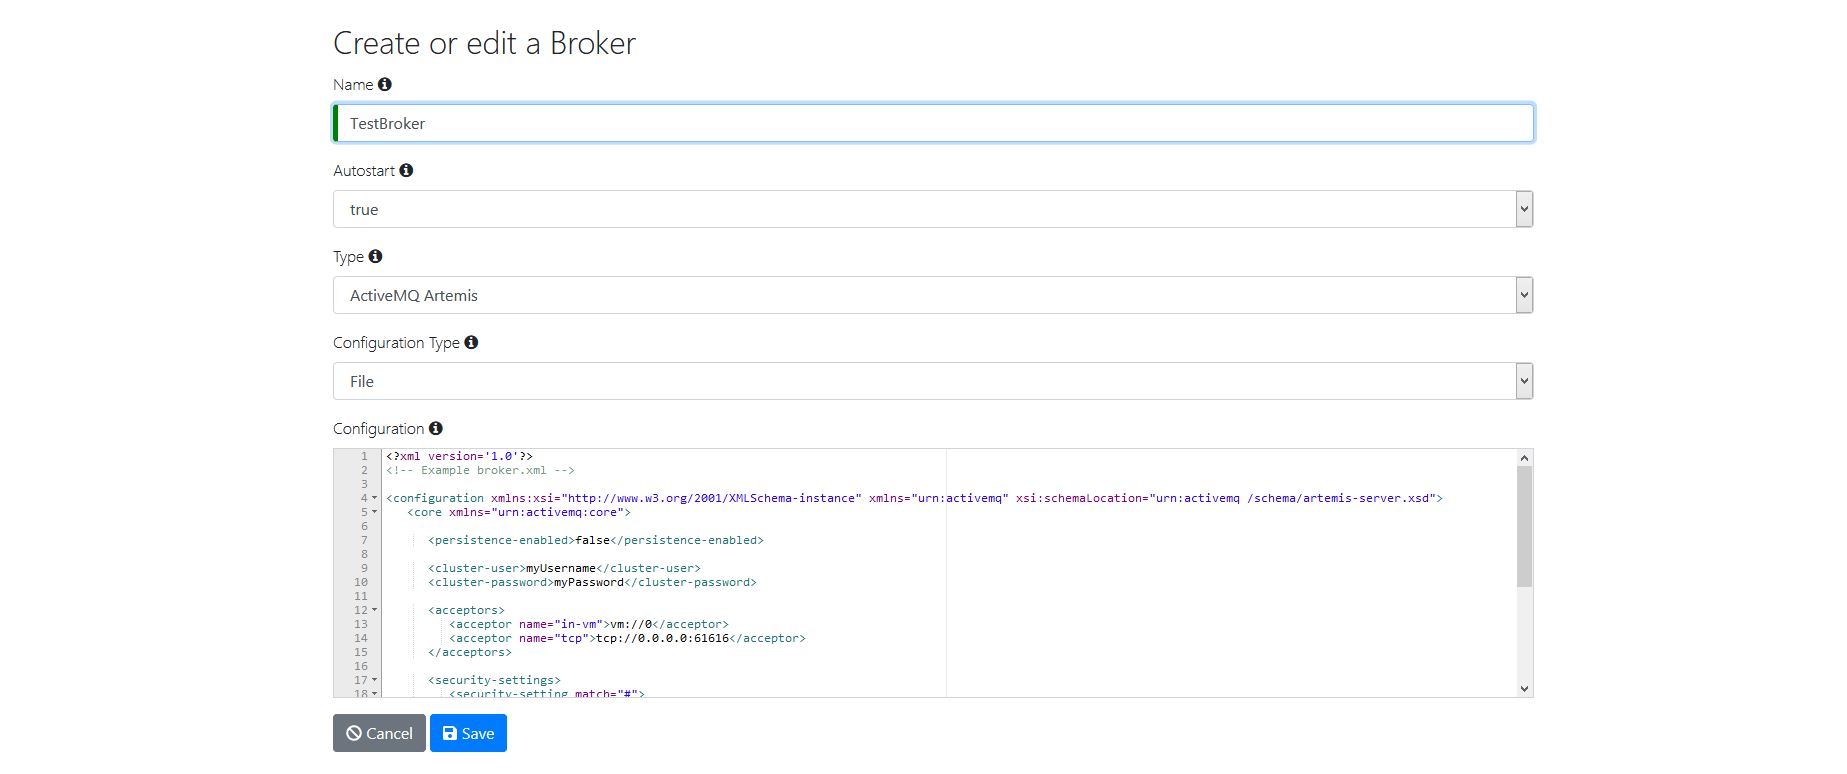 Create or edit a Broker
Name
TestBroker
Autostart
true
Type
ActiveMQ Artemis
Configuration Type
File
Configuration
1 <?xml version='1.0'?>
2 <!-- Example broker.xml -->
3
4 <configuration xmlns:xsi="http://www.w3.org/2001/XMLSchema-instance" xmlns="urn:activemq" xsi:schemaLocation="urn:activemq /schema/artemis-server.xsd">
5 <core xmlns="urn:activemq:core">
6
7 <persistence-enabled>false</persistence-enabled>
8
9 <cluster-user>myUsername</cluster-user>
10 <cluster-password>myPassword</cluster-password>
11
12 <acceptors>
13 <acceptor name="in-vm">vm://0</acceptor>
14 <acceptor name="tcp">tcp://0.0.0.0:61616</acceptor>
15 </acceptors>
16
17 <security-settings>
18 <security-setting match="#">
Cancel Save